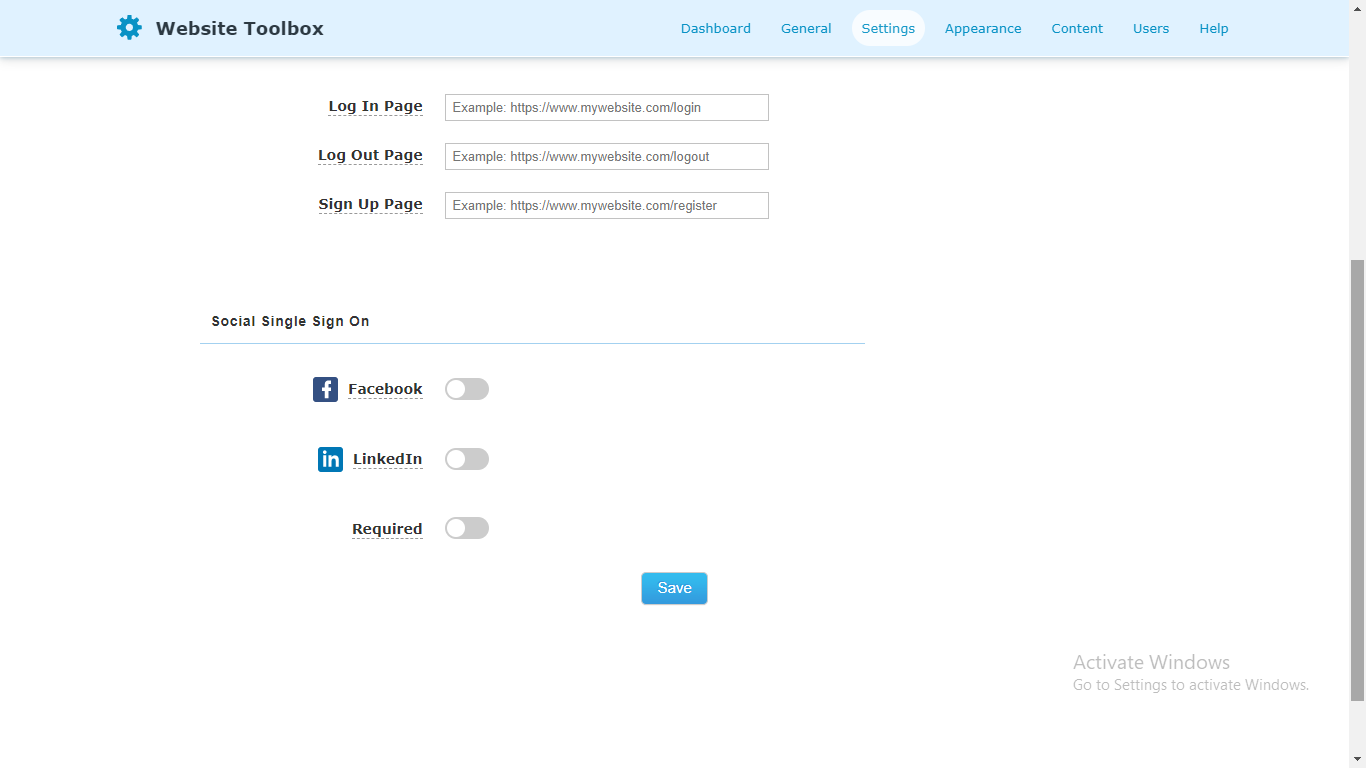 Website Toolbox
Dashboard General Settings Appearance Content Users Help
Log In Page Example: https://www.mywebsite.com/login
Log Out Page Example: https://www.mywebsite.com/logout
Sign Up Page Example: https://www.mywebsite.com/register
Social Single Sign On
f Facebook
in LinkedIn
Required
Save
Activate Windows
Go to Settings to activate Windows.